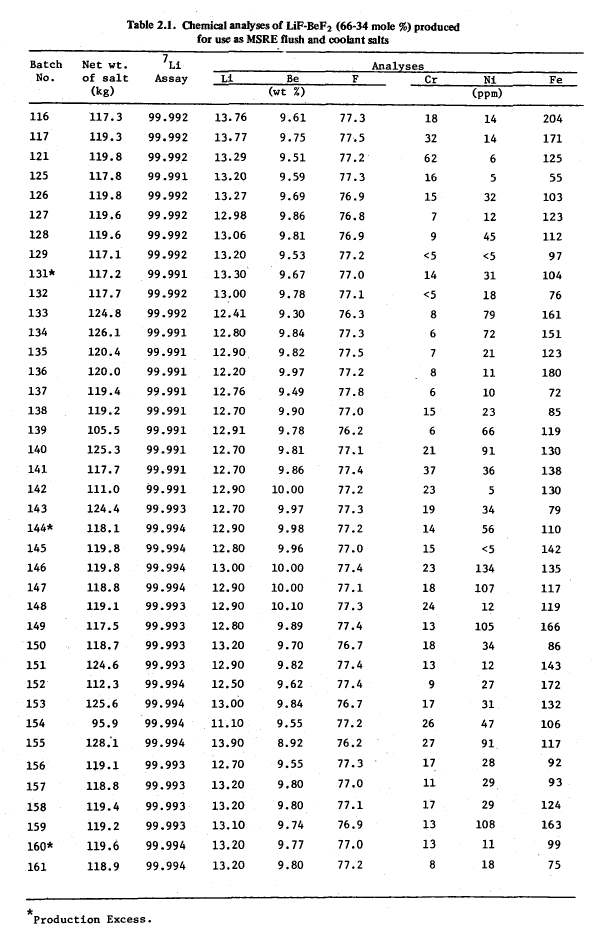 Table 2.1. Chemical analyses of LiF-BeF₂ (66-34 mole %) produced
for use as MSRE flush and coolant salts
Batch Net wt. ⁷Li Analyses
No. of salt Assay Li Be F Cr Ni Fe
(kg) (wt %) (ppm)
116 117.3 99.992 13.76 9.61 77.3 18 14 204
117 119.3 99.992 13.77 9.75 77.5 32 14 171
121 119.8 99.992 13.29 9.51 77.2 62 6 125
125 117.8 99.991 13.20 9.59 77.3 16 5 55
126 119.8 99.992 13.27 9.69 76.9 15 32 103
127 119.6 99.992 12.98 9.86 76.8 7 12 123
128 119.6 99.992 13.06 9.81 76.9 9 45 112
129 117.1 99.992 13.20 9.53 77.2 <5 <5 97
131* 117.2 99.991 13.30 9.67 77.0 14 31 104
132 117.7 99.992 13.00 9.78 77.1 <5 18 76
133 124.8 99.992 12.41 9.30 76.3 8 79 161
134 126.1 99.991 12.80 9.84 77.3 6 72 151
135 120.4 99.991 12.90 9.82 77.5 7 21 123
136 120.0 99.991 12.20 9.97 77.2 8 11 180
137 119.4 99.991 12.76 9.49 77.8 6 10 72
138 119.2 99.991 12.70 9.90 77.0 15 23 85
139 105.5 99.991 12.91 9.78 76.2 6 66 119
140 125.3 99.991 12.70 9.81 77.1 21 91 130
141 117.7 99.991 12.70 9.86 77.4 37 36 138
142 111.0 99.991 12.90 10.00 77.2 23 5 130
143 124.4 99.993 12.70 9.97 77.3 19 34 79
144* 118.1 99.994 12.90 9.98 77.2 14 56 110
145 119.8 99.994 12.80 9.96 77.0 15 <5 142
146 119.8 99.994 13.00 10.00 77.4 23 134 135
147 118.8 99.994 12.90 10.00 77.1 18 107 117
148 119.1 99.993 12.90 10.10 77.3 24 12 119
149 117.5 99.993 12.80 9.89 77.4 13 105 166
150 118.7 99.993 13.20 9.70 76.7 18 34 86
151 124.6 99.993 12.90 9.82 77.4 13 12 143
152 112.3 99.994 12.50 9.62 77.4 9 27 172
153 125.6 99.994 13.00 9.84 76.7 17 31 132
154 95.9 99.994 11.10 9.55 77.2 26 47 106
155 128.1 99.994 13.90 8.92 76.2 27 91 117
156 119.1 99.993 12.70 9.55 77.3 17 28 92
157 118.8 99.993 13.20 9.80 77.0 11 29 93
158 119.4 99.993 13.20 9.80 77.1 17 29 124
159 119.2 99.993 13.10 9.74 76.9 13 108 163
160* 119.6 99.994 13.20 9.77 77.0 13 11 99
161 118.9 99.994 13.20 9.80 77.2 8 18 75
*Production Excess.